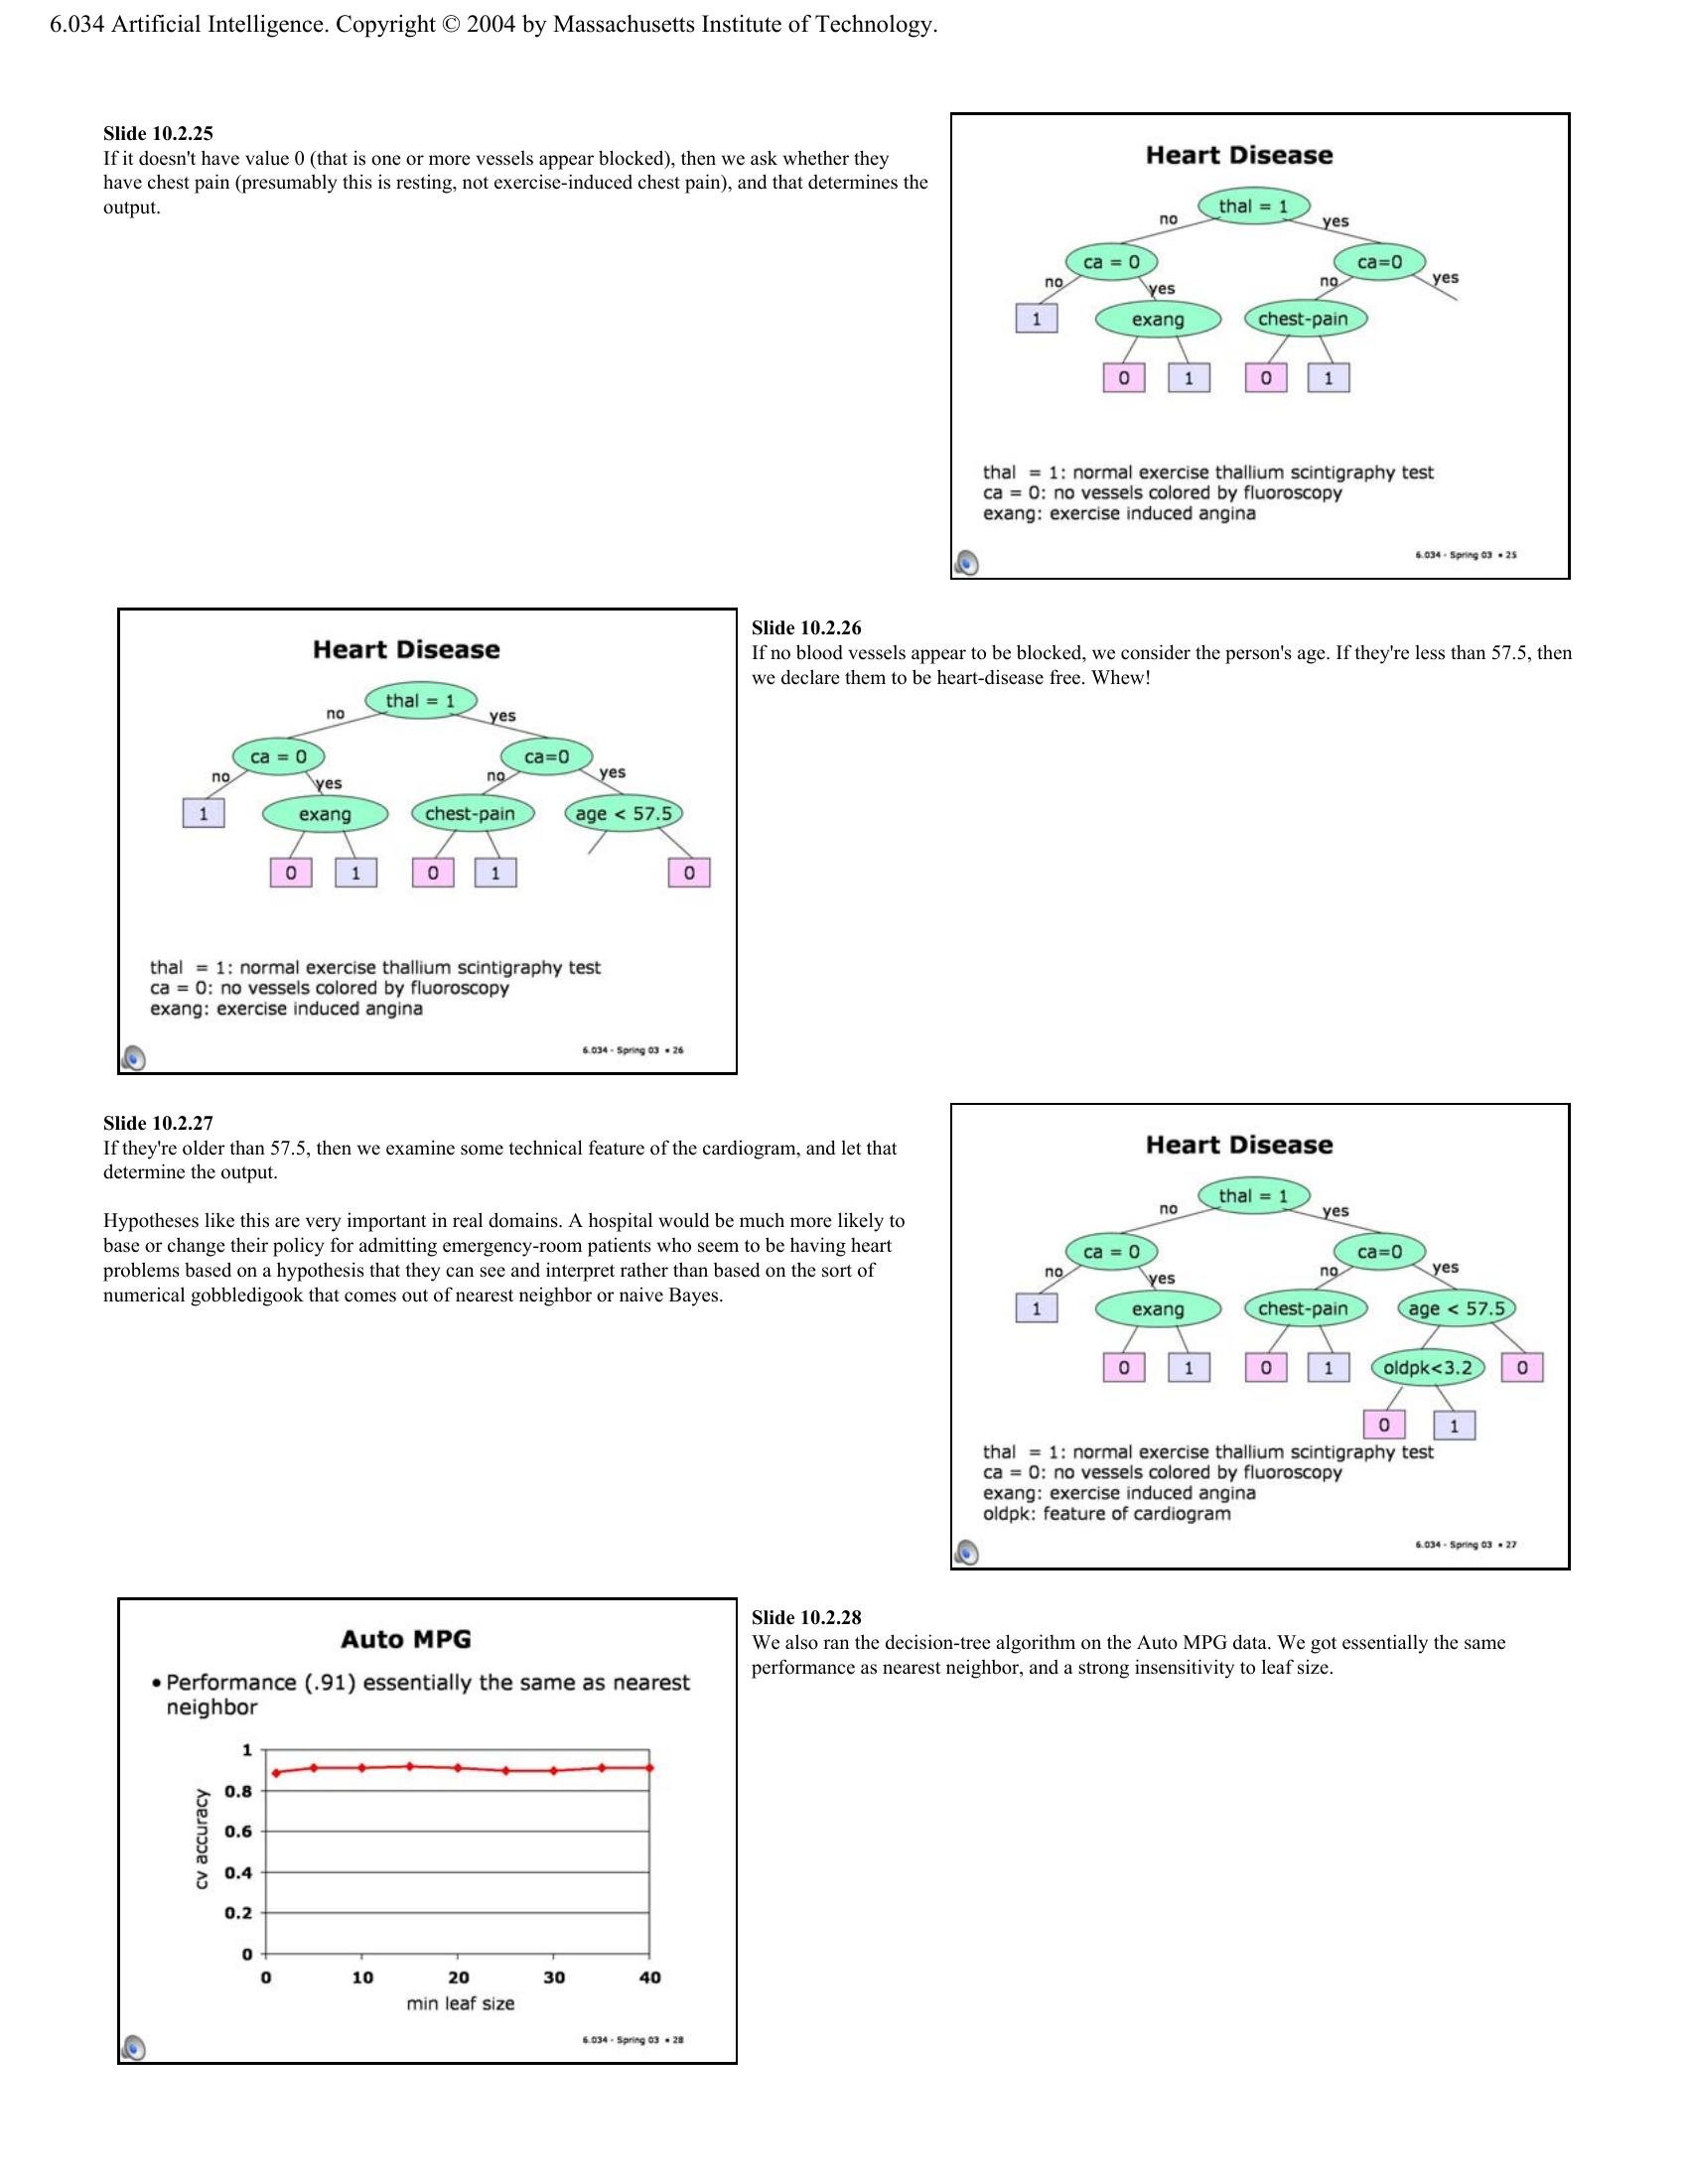 6.034 Artificial Intelligence. Copyright © 2004 by Massachusetts Institute of Technology.
Slide 10.2.25
If it doesn't have value 0 (that is one or more vessels appear blocked), then we ask whether they
have chest pain (presumably this is resting, not exercise-induced chest pain), and that determines the
output.
Heart Disease
thal = 1
no
yes
ca = 0
ca=0
no
yes
no
yes
1
exang
chest-pain
0
1
0
1
thal = 1: normal exercise thallium scintigraphy test
ca = 0: no vessels colored by fluoroscopy
exang: exercise induced angina
6.034 - Spring 03 • 25
Heart Disease
thal = 1
no
yes
ca = 0
ca=0
no
yes
no
yes
1
exang
chest-pain
age < 57.5
0
1
0
1
0
thal = 1: normal exercise thallium scintigraphy test
ca = 0: no vessels colored by fluoroscopy
exang: exercise induced angina
6.034 - Spring 03 • 26
Slide 10.2.26
If no blood vessels appear to be blocked, we consider the person's age. If they're less than 57.5, then
we declare them to be heart-disease free. Whew!
Slide 10.2.27
If they're older than 57.5, then we examine some technical feature of the cardiogram, and let that
determine the output.
Hypotheses like this are very important in real domains. A hospital would be much more likely to
base or change their policy for admitting emergency-room patients who seem to be having heart
problems based on a hypothesis that they can see and interpret rather than based on the sort of
numerical gobbledigook that comes out of nearest neighbor or naive Bayes.
Heart Disease
thal = 1
no
yes
ca = 0
ca=0
no
yes
no
yes
1
exang
chest-pain
age < 57.5
0
1
0
1
oldpk<3.2
0
0
1
thal = 1: normal exercise thallium scintigraphy test
ca = 0: no vessels colored by fluoroscopy
exang: exercise induced angina
oldpk: feature of cardiogram
6.034 - Spring 03 • 27
Auto MPG
• Performance (.91) essentially the same as nearest
neighbor
1
0.8
0.6
0.4
0.2
0
cv accuracy
0 10 20 30 40
min leaf size
6.034 - Spring 03 • 28
Slide 10.2.28
We also ran the decision-tree algorithm on the Auto MPG data. We got essentially the same
performance as nearest neighbor, and a strong insensitivity to leaf size.